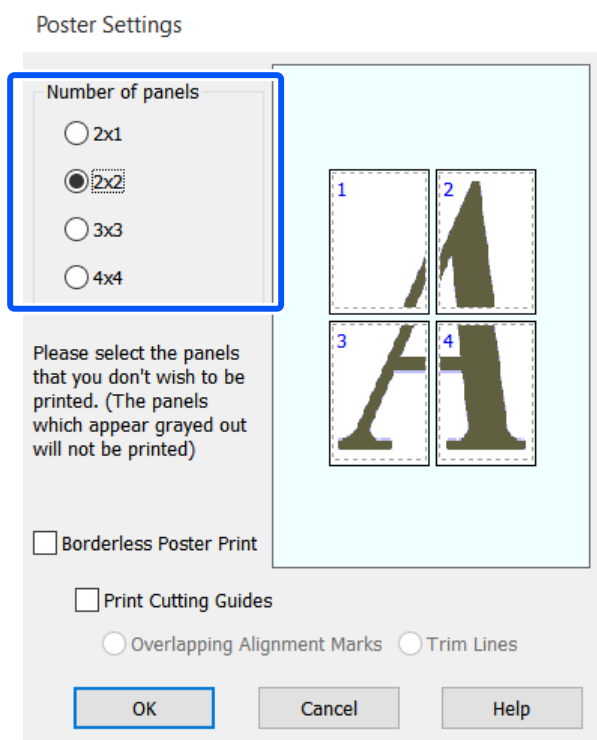 Poster Settings
Number of panels
2x1
2x2
3x3
4x4
1
2
3
4
Please select the panels
that you don't wish to be
printed. (The panels
which appear grayed out
will not be printed)
Borderless Poster Print
Print Cutting Guides
Overlapping Alignment Marks Trim Lines
OK Cancel Help